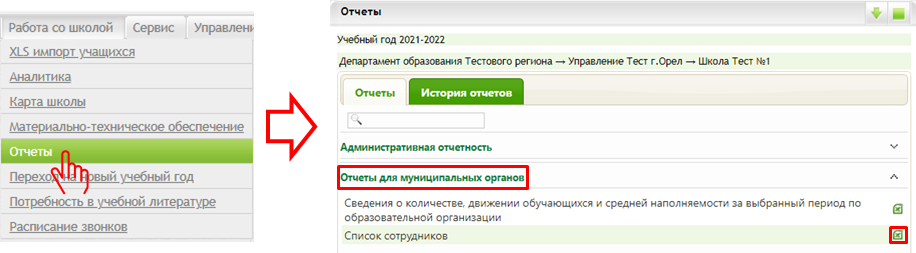 Работа со школой Сервис Управлени
XLS импорт учащихся
Аналитика
Карта школы
Материально-техническое обеспечение
Отчеты
Переход на новый учебный год
Потребность в учебной литературе
Расписание звонков
Отчеты
Учебный год 2021-2022
Департамент образования Тестового региона → Управление Тест г.Орел → Школа Тест №1
Отчеты История отчетов
Административная отчетность
Отчеты для муниципальных органов
Сведения о количестве, движении обучающихся и средней наполняемости за выбранный период по
образовательной организации
Список сотрудников